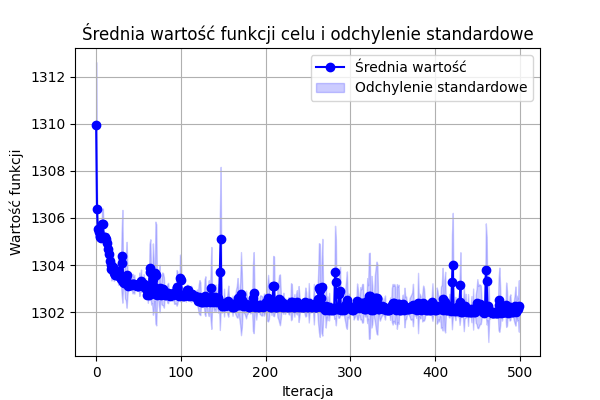 Średnia wartość funkcji celu i odchylenie standardowe
Średnia wartość
Odchylenie standardowe
Wartość funkcji
1312
1310
1308
1306
1304
1302
0 100 200 300 400 500
Iteracja